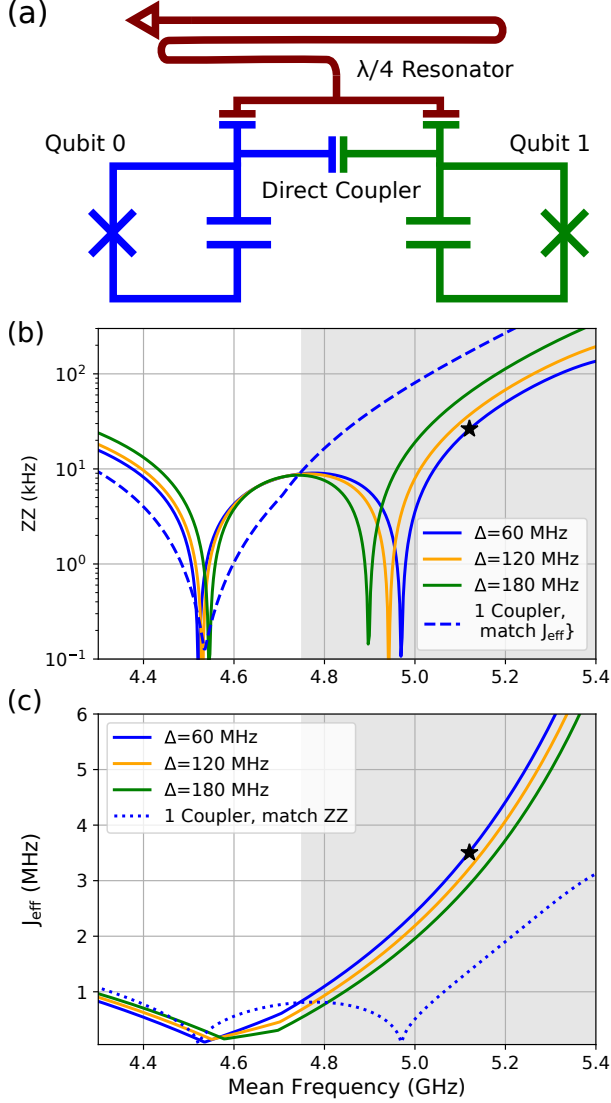 (a)
λ/4 Resonator
Qubit 0
Qubit 1
Direct Coupler
(b)
ZZ (kHz)
10²
10¹
10⁰
10⁻¹
4.4 4.6 4.8 5.0 5.2 5.4
Δ=60 MHz
Δ=120 MHz
Δ=180 MHz
1 Coupler,
match J_eff}
(c)
J_eff (MHz)
6
5
4
3
2
1
Δ=60 MHz
Δ=120 MHz
Δ=180 MHz
1 Coupler, match ZZ
4.4 4.6 4.8 5.0 5.2 5.4
Mean Frequency (GHz)